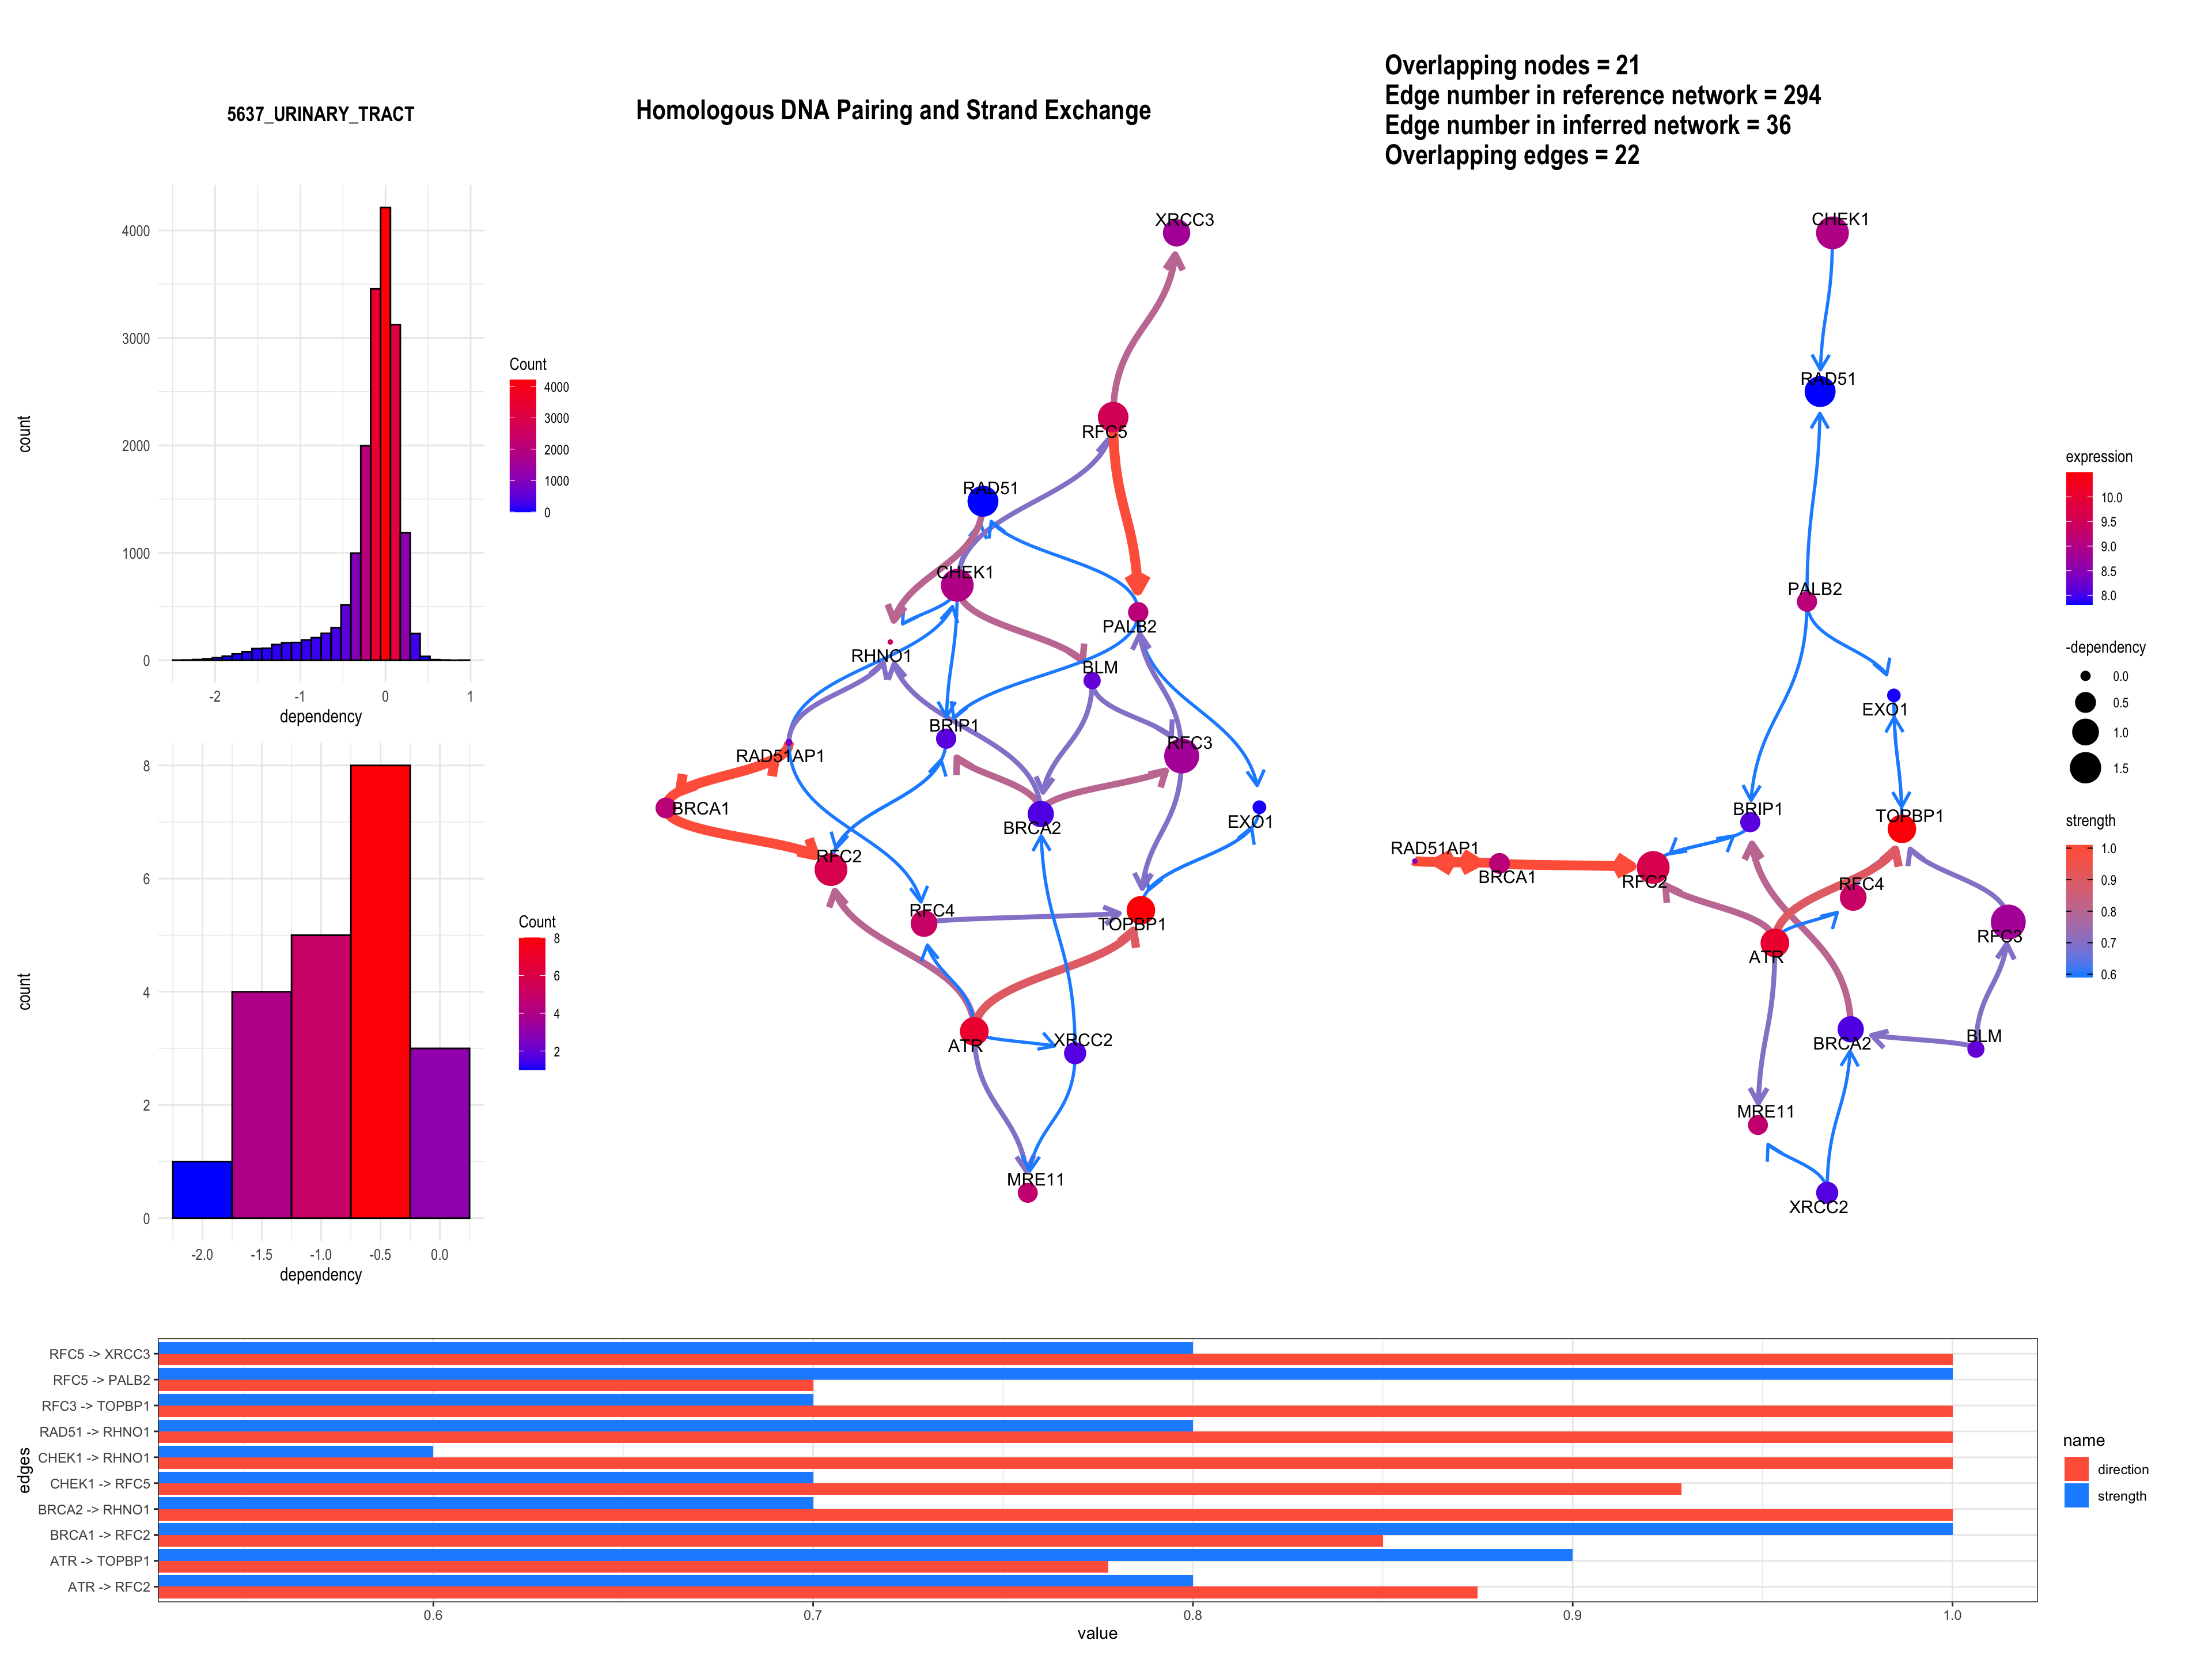 Overlapping nodes = 21
Edge number in reference network = 294
Edge number in inferred network = 36
Overlapping edges = 22
5637_URINARY_TRACT
Homologous DNA Pairing and Strand Exchange
count
4000
3000
2000
1000
0
-2
-1
0
1
dependency
Count
4000
3000
2000
1000
0
count
8
6
4
2
0
-2.0
-1.5
-1.0
-0.5
0.0
dependency
Count
8
6
4
2
XRCC3
RFC5
RAD51
CHEK1
PALB2
RHNO1
BLM
BRIP1
RFC3
RAD51AP1
BRCA1
BRCA2
EXO1
RFC2
RFC4
TOPBP1
ATR
XRCC2
MRE11
CHEK1
RAD51
PALB2
EXO1
BRIP1
TOPBP1
RAD51AP1
BRCA1
RFC2
RFC4
RFC3
ATR
BRCA2
BLM
MRE11
XRCC2
expression
10.0
9.5
9.0
8.5
8.0
-dependency
0.0
0.5
1.0
1.5
strength
1.0
0.9
0.8
0.7
0.6
edges
RFC5 -> XRCC3
RFC5 -> PALB2
RFC3 -> TOPBP1
RAD51 -> RHNO1
CHEK1 -> RHNO1
CHEK1 -> RFC5
BRCA2 -> RHNO1
BRCA1 -> RFC2
ATR -> TOPBP1
ATR -> RFC2
0.6
0.7
0.8
0.9
1.0
value
name
direction
strength